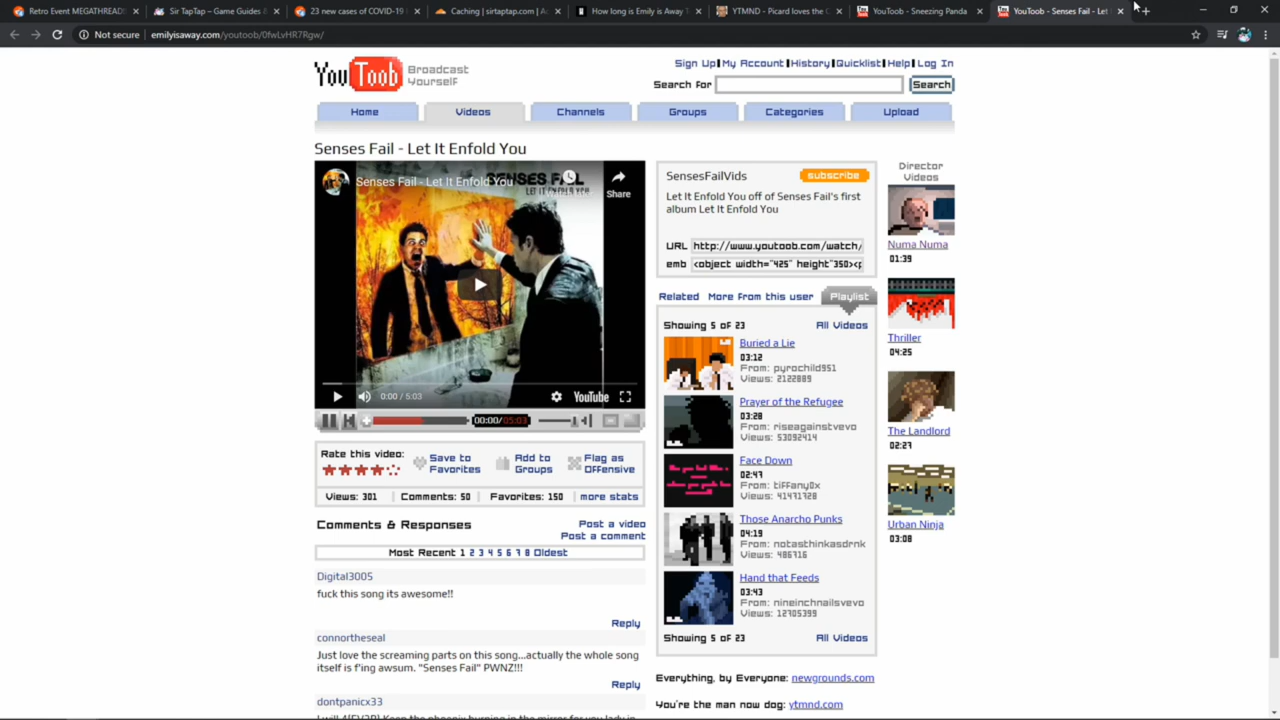 Retro Event MEGATHREAD
Sir TapTap – Game Guides &
23 new cases of COVID-19
Caching | sirtaptap.com | A
How long is Emily is Away T
YTMND - Picard loves the C
YouToob - Sneezing Panda
YouToob - Senses Fail - Let
Not secure | emilyisaway.com/youtoob/0fwLvHR7Rgw/
YouToob Broadcast Yourself
Sign Up | My Account | History | Quicklist | Help | Log In
Search for Search
Home Videos Channels Groups Categories Upload
Senses Fail - Let It Enfold You
Senses Fail - Let It Enfold You
SENSES FAIL
LET IT ENFOLD YOU
Share
0:00 / 5:03 YouTube
00:00/05:03
Rate this video:
Save to Favorites
Add to Groups
Flag as Offensive
Views: 301 Comments: 50 Favorites: 150 more stats
Comments & Responses
Post a video
Post a comment
Most Recent 1 2 3 4 5 6 7 8 Oldest
Digital3005
fuck this song its awesome!!
Reply
connortheseal
Just love the screaming parts on this song...actually the whole song
itself is f'ing awsum. "Senses Fail" PWNZ!!!
Reply
dontpanicx33
SensesFailVids subscribe
Let It Enfold You off of Senses Fail's first
album Let It Enfold You
URL http://www.youtoob.com/watch/
emb <object width="425" height"350><p
Related More from this user Playlist
Showing 5 of 23 All Videos
Buried a Lie
03:12
From: pyrochild951
Views: 2122889
Prayer of the Refugee
03:28
From: riseagainstvevo
Views: 53092414
Face Down
02:47
From: tiffany0x
Views: 41471728
Those Anarcho Punks
04:19
From: notasthinkasdrnk
Views: 486716
Hand that Feeds
03:43
From: nineinchnailsvevo
Views: 12705399
Showing 5 of 23 All Videos
Everything, by Everyone: newgrounds.com
You're the man now dog: ytmnd.com
Director
Videos
Numa Numa
01:39
Thriller
04:25
The Landlord
02:27
Urban Ninja
03:08